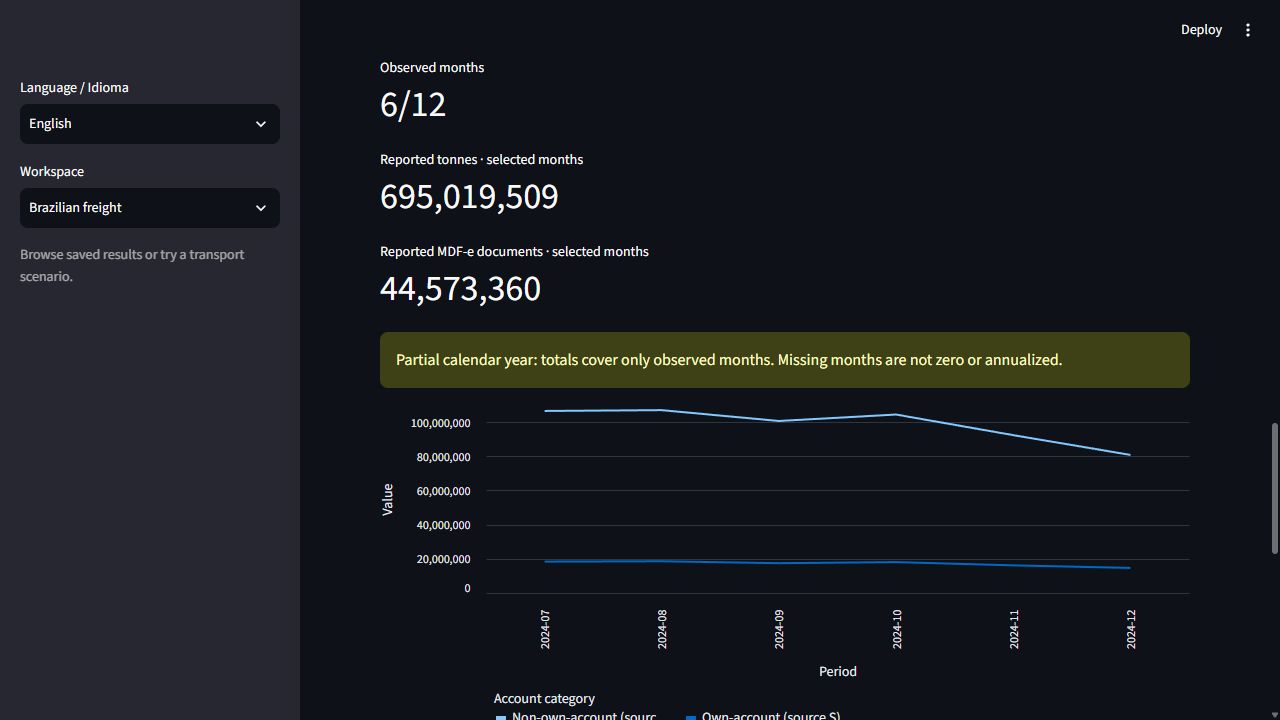 Deploy
Language / Idioma
English
Workspace
Brazilian freight
Browse saved results or try a transport
scenario.
Observed months
6/12
Reported tonnes · selected months
695,019,509
Reported MDF-e documents · selected months
44,573,360
Partial calendar year: totals cover only observed months. Missing months are not zero or annualized.
100,000,000
80,000,000
60,000,000
40,000,000
20,000,000
0
Value
2024-07
2024-08
2024-09
2024-10
2024-11
2024-12
Period
Account category
Non-own-account (sourc
Own-account (source S)